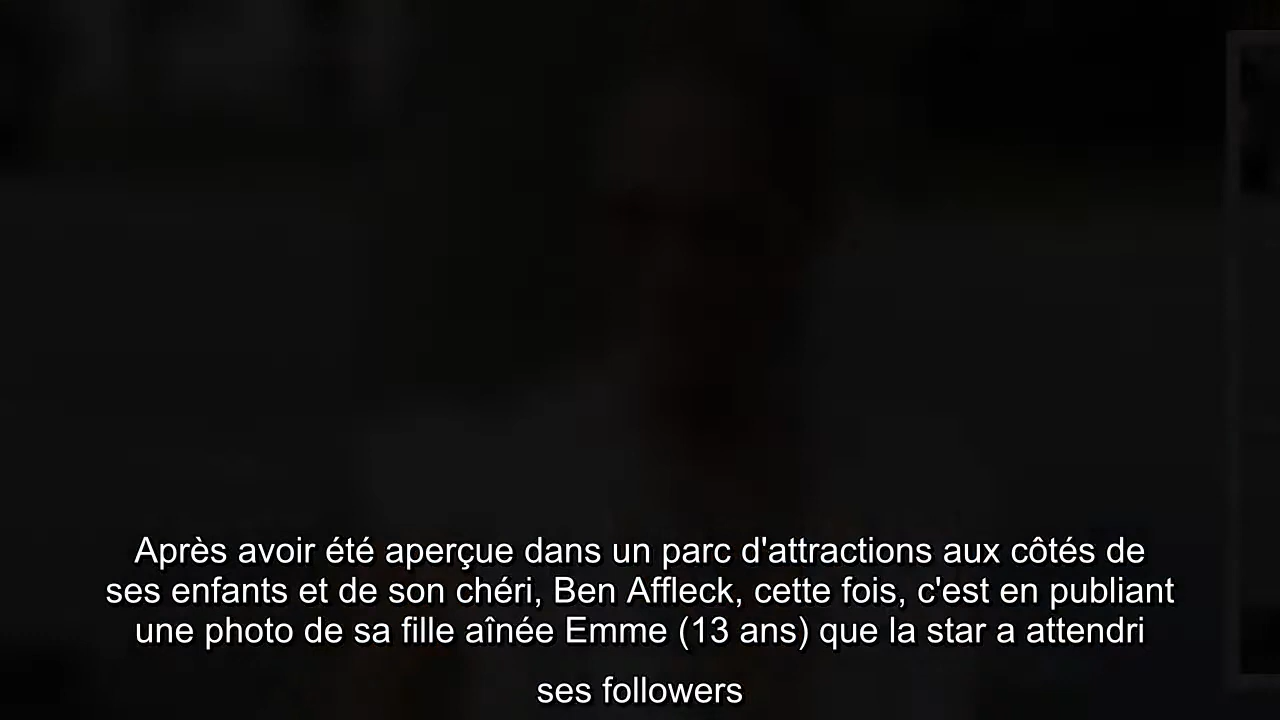 Après avoir été aperçue dans un parc d'attractions aux côtés de
ses enfants et de son chéri, Ben Affleck, cette fois, c'est en publiant
une photo de sa fille aînée Emme (13 ans) que la star a attendri
ses followers